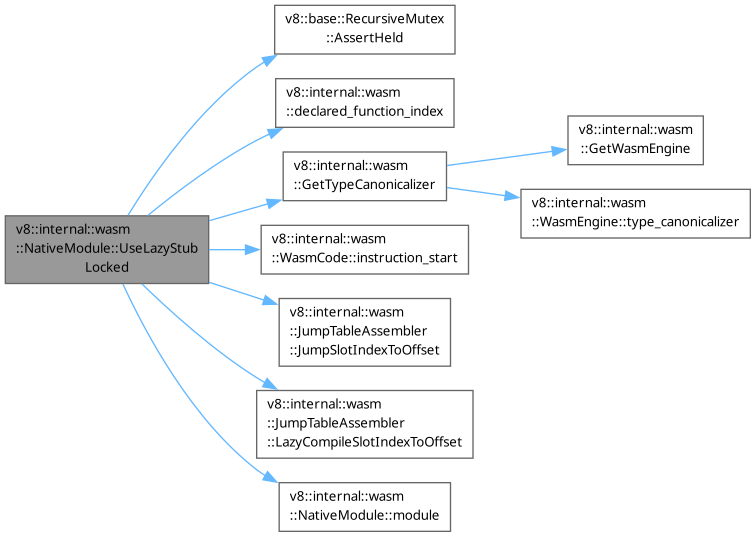 v8::base::RecursiveMutex
::AssertHeld
v8::internal::wasm
::declared_function_index
v8::internal::wasm
::GetTypeCanonicalizer
v8::internal::wasm
::GetWasmEngine
v8::internal::wasm
::WasmEngine::type_canonicalizer
v8::internal::wasm
::NativeModule::UseLazyStub
Locked
v8::internal::wasm
::WasmCode::instruction_start
v8::internal::wasm
::JumpTableAssembler
::JumpSlotIndexToOffset
v8::internal::wasm
::JumpTableAssembler
::LazyCompileSlotIndexToOffset
v8::internal::wasm
::NativeModule::module